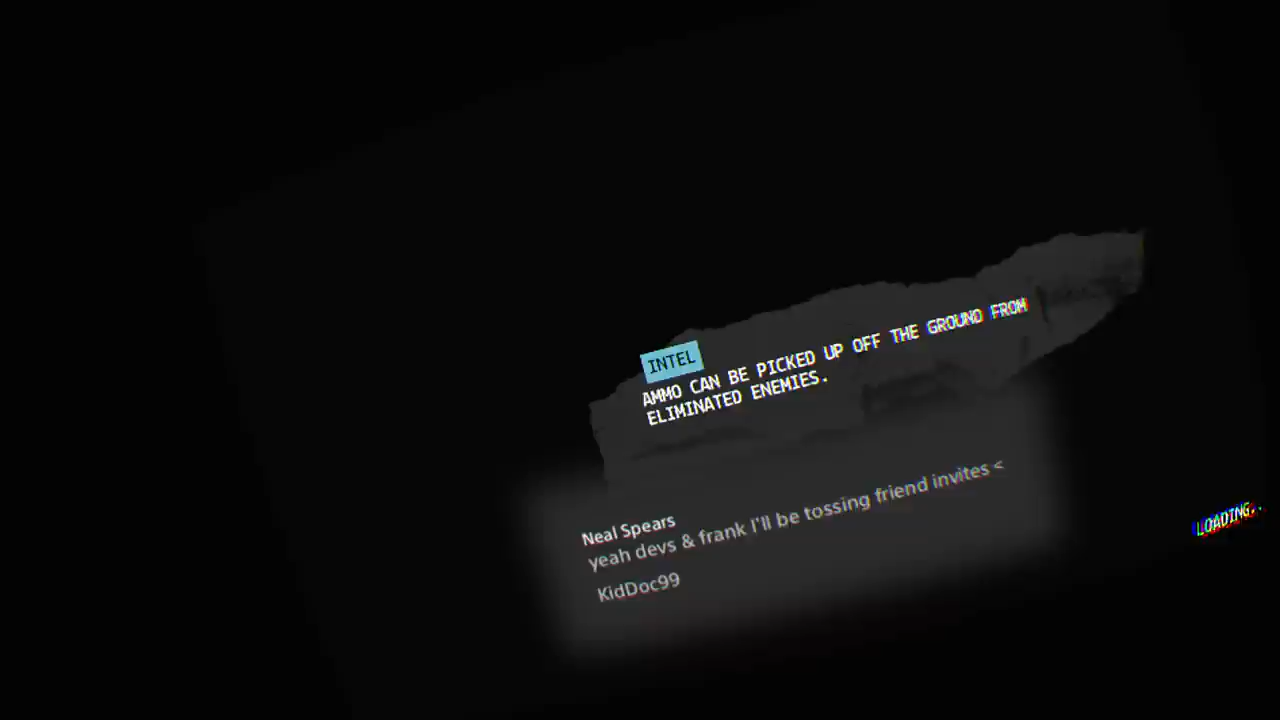 INTEL
AMMO CAN BE PICKED UP OFF THE GROUND FROM
ELIMINATED ENEMIES.
Neal Spears
yeah devs & frank I'll be tossing friend invites <
KidDoc99
LOADING..